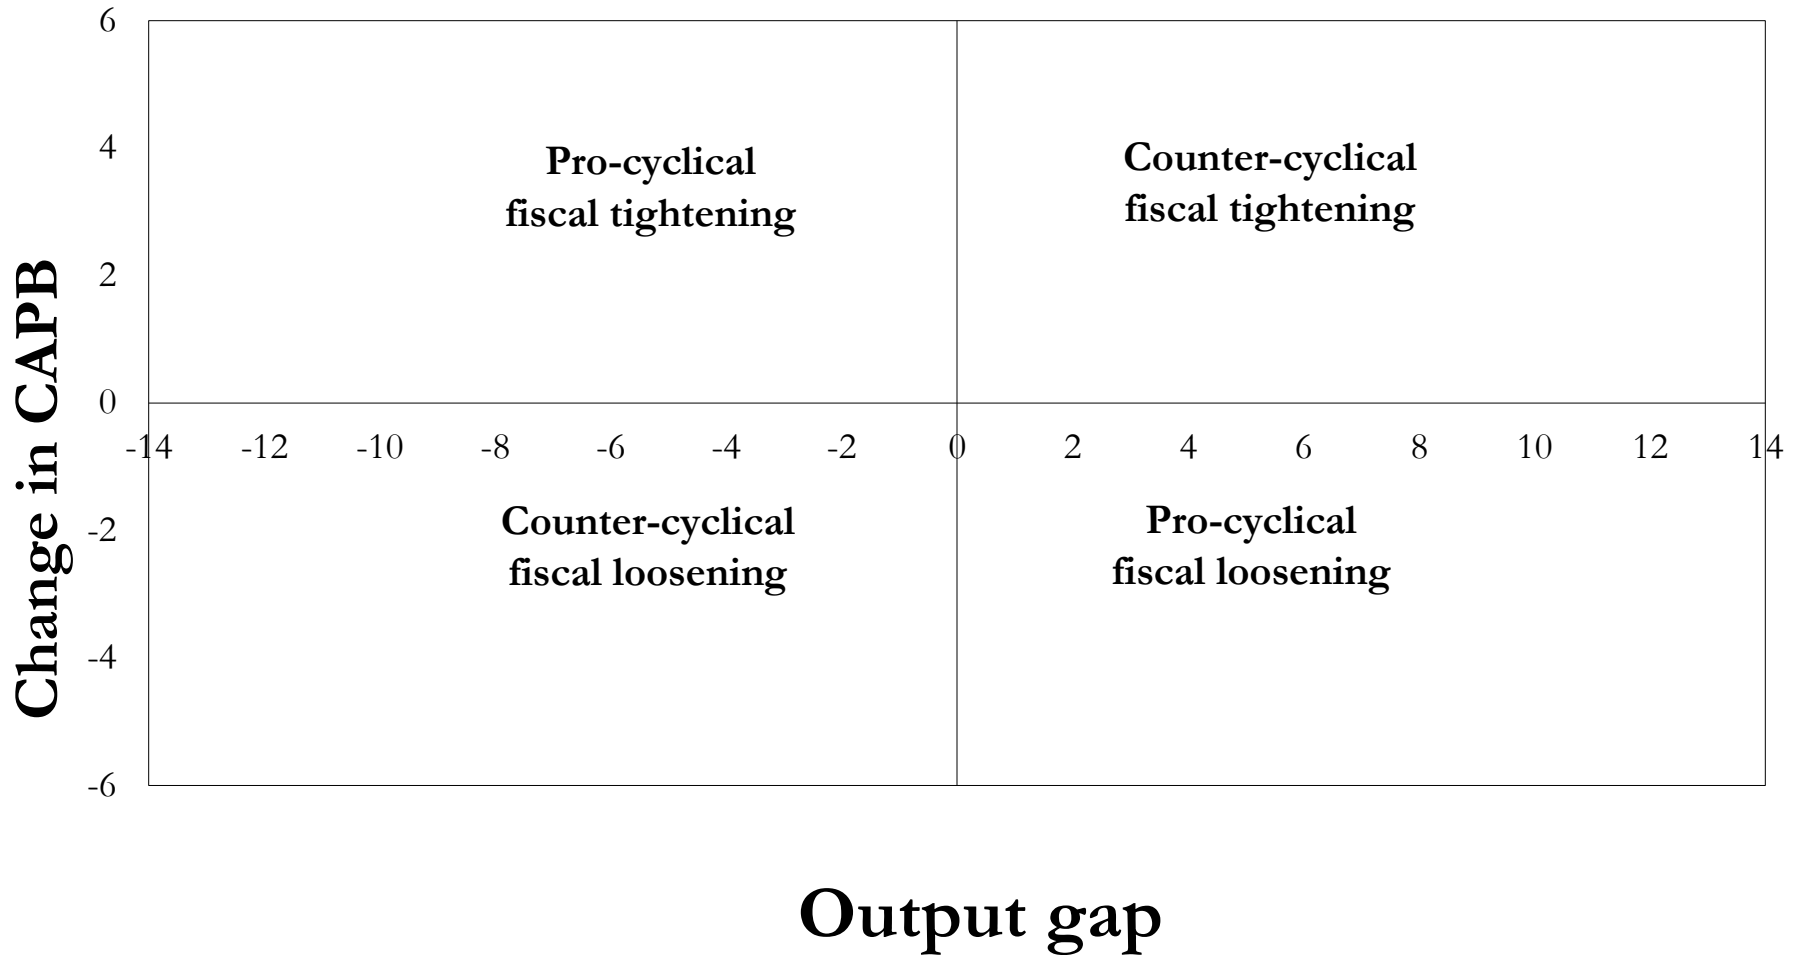 6
4
2
0
-2
-4
-6
Change in CAPB
Pro-cyclical
fiscal tightening
Counter-cyclical
fiscal tightening
-14 -12 -10 -8 -6 -4 -2 0 2 4 6 8 10 12 14
Counter-cyclical
fiscal loosening
Pro-cyclical
fiscal loosening
Output gap